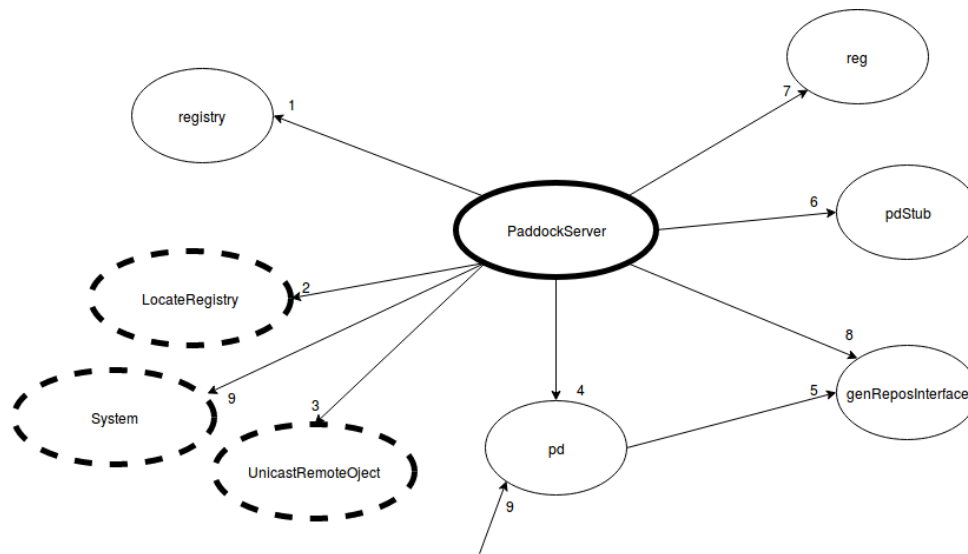 reg
1
registry
7
6
pdStub
PaddockServer
2
LocateRegistry
8
9
3
4
5
genReposInterface
System
pd
UnicastRemoteOject
9